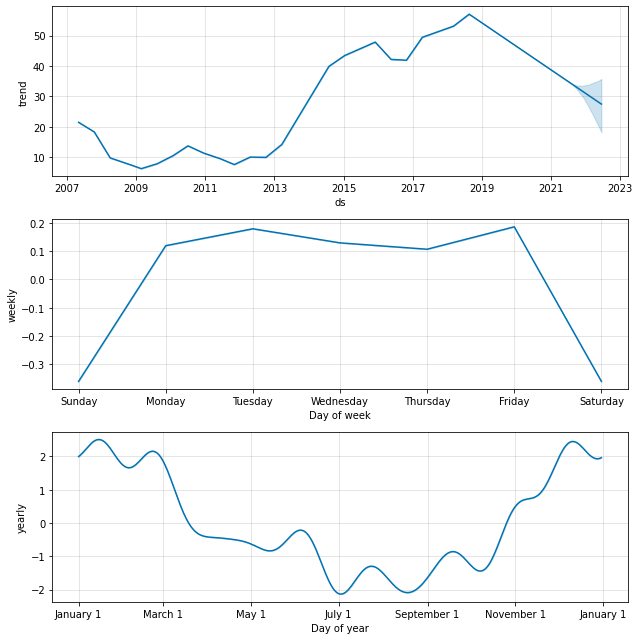 50
40
30
20
10
trend
2007 2009 2011 2013 2015 2017 2019 2021 2023
ds
0.2
0.1
0.0
−0.1
−0.2
−0.3
weekly
Sunday Monday Tuesday Wednesday Thursday Friday Saturday
Day of week
2
1
0
−1
−2
yearly
January 1 March 1 May 1 July 1 September 1 November 1 January 1
Day of year